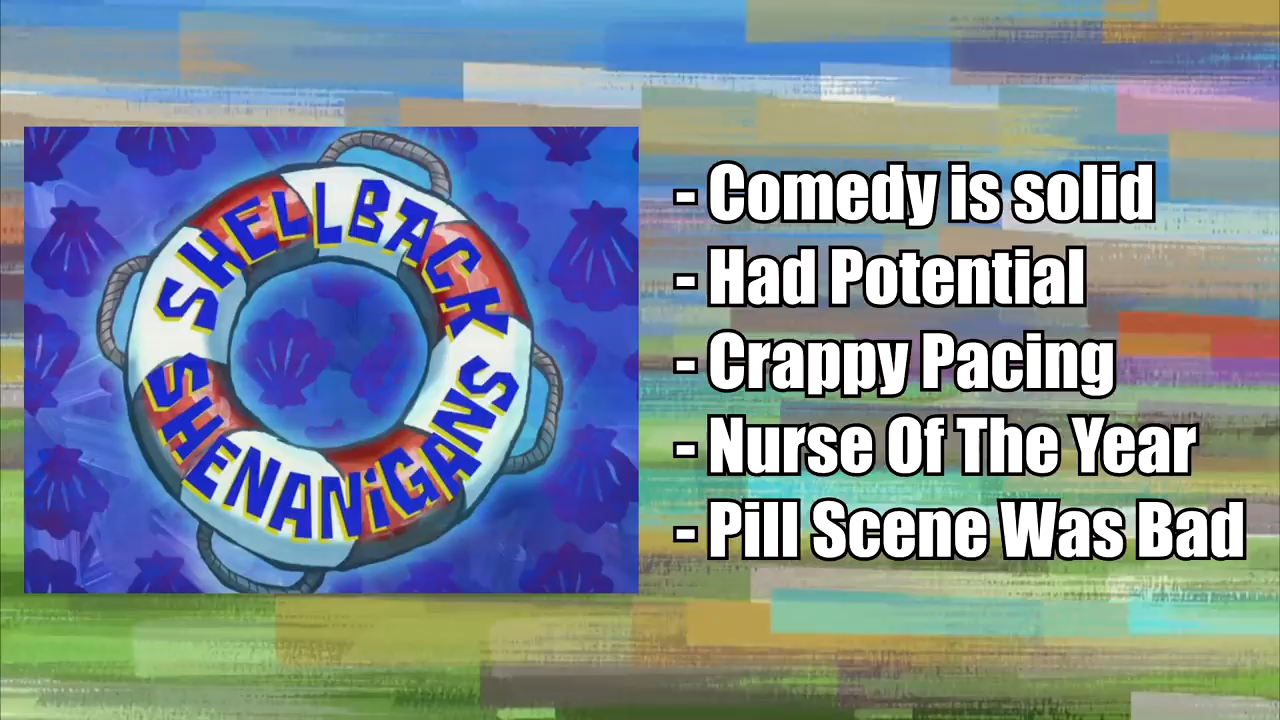 SHELLBACK
SHENANiGANS
- Comedy is solid
- Had Potential
- Crappy Pacing
- Nurse Of The Year
- Pill Scene Was Bad